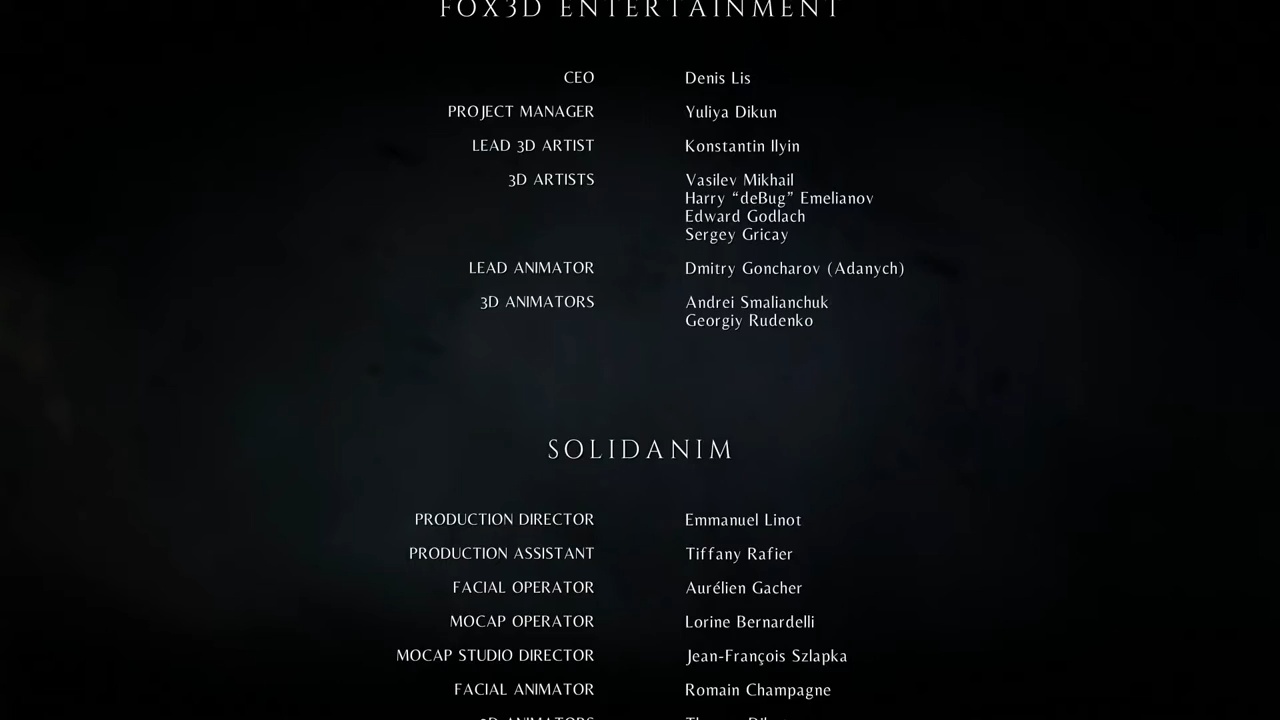 FOX3D ENTERTAINMENT
CEO Denis Lis
PROJECT MANAGER Yuliya Dikun
LEAD 3D ARTIST Konstantin Ilyin
3D ARTISTS Vasilev Mikhail
Harry “deBug” Emelianov
Edward Godlach
Sergey Gricay
LEAD ANIMATOR Dmitry Goncharov (Adanych)
3D ANIMATORS Andrei Smalianchuk
Georgiy Rudenko
SOLIDANIM
PRODUCTION DIRECTOR Emmanuel Linot
PRODUCTION ASSISTANT Tiffany Rafier
FACIAL OPERATOR Aurélien Gacher
MOCAP OPERATOR Lorine Bernardelli
MOCAP STUDIO DIRECTOR Jean-François Szlapka
FACIAL ANIMATOR Romain Champagne
3D ANIMATORS